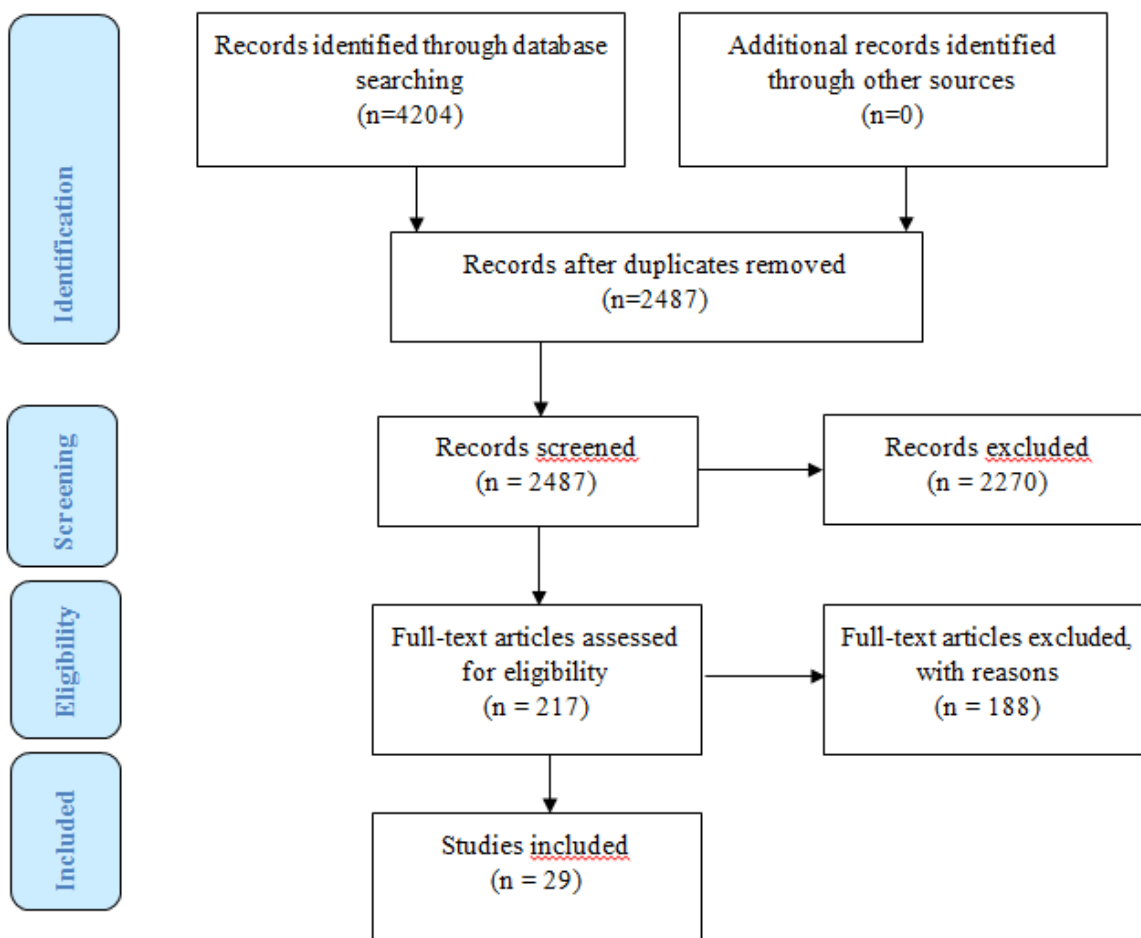 Identification
Records identified through database
searching
(n=4204)
Additional records identified
through other sources
(n=0)
Records after duplicates removed
(n=2487)
Screening
Records screened
(n = 2487)
Records excluded
(n = 2270)
Eligibility
Full-text articles assessed
for eligibility
(n = 217)
Full-text articles excluded,
with reasons
(n = 188)
Included
Studies included
(n = 29)